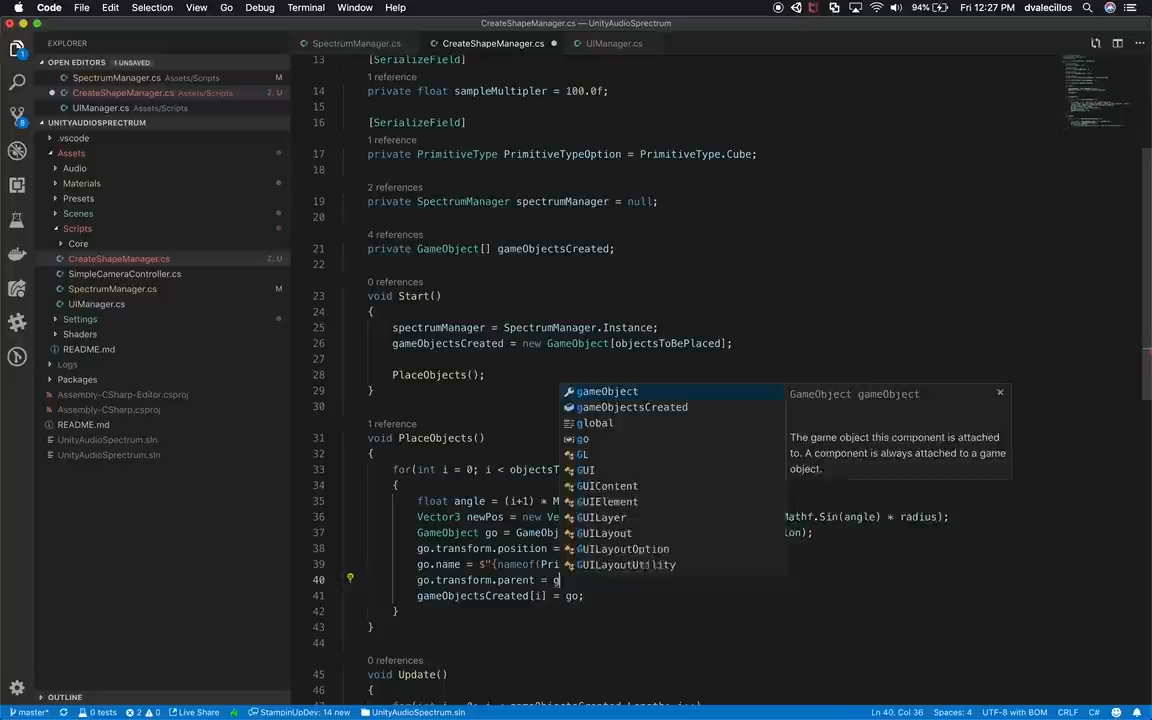 Code File Edit Selection View Go Debug Terminal Window Help 94% Fri 12:27 PM dvalecillos
CreateShapeManager.cs — UnityAudioSprectrum
EXPLORER SpectrumManager.cs CreateShapeManager.cs UIManager.cs
OPEN EDITORS 1 UNSAVED
SpectrumManager.cs Assets/Scripts M
CreateShapeManager.cs Assets/Scripts 2, U
UIManager.cs Assets/Scripts
UNITYAUDIOSPRECTRUM
.vscode
Assets
Audio
Materials
Presets
Scenes
Scripts
Core
CreateShapeManager.cs 2, U
SimpleCameraController.cs
SpectrumManager.cs M
UIManager.cs
Settings
Shaders
README.md
Logs
Packages
Assembly-CSharp-Editor.csproj
Assembly-CSharp.csproj
README.md
UnityAudioSpectrum.sln
UnityAudioSprectrum.sln
OUTLINE
13 [SerializeField]
1 reference
14 private float sampleMultipler = 100.0f;
15
16 [SerializeField]
1 reference
17 private PrimitiveType PrimitiveTypeOption = PrimitiveType.Cube;
18
2 references
19 private SpectrumManager spectrumManager = null;
20
4 references
21 private GameObject[] gameObjectsCreated;
22
0 references
23 void Start()
24 {
25 spectrumManager = SpectrumManager.Instance;
26 gameObjectsCreated = new GameObject[objectsToBePlaced];
27
28 PlaceObjects();
29 }
30
1 reference
31 void PlaceObjects()
32 {
33 for(int i = 0; i < objectsT
34 {
35 float angle = (i+1) * M
36 Vector3 newPos = new Ve athf.Sin(angle) * radius);
37 GameObject go = GameObj ion);
38 go.transform.position =
39 go.name = $"{nameof(Pri
40 go.transform.parent = g
41 gameObjectsCreated[i] = go;
42 }
43 }
44
0 references
45 void Update()
46 {
47
gameObject
gameObjectsCreated
global
go
GL
GUI
GUIContent
GUIElement
GUILayer
GUILayout
GUILayoutOption
GUILayoutUtility
GameObject gameObject
The game object this component is attached
to. A component is always attached to a game
object.
master* 0 tests 2 0 Live Share StampinUpDev: 14 new UnityAudioSprectrum.sln Ln 40, Col 36 Spaces: 4 UTF-8 with BOM CRLF C#